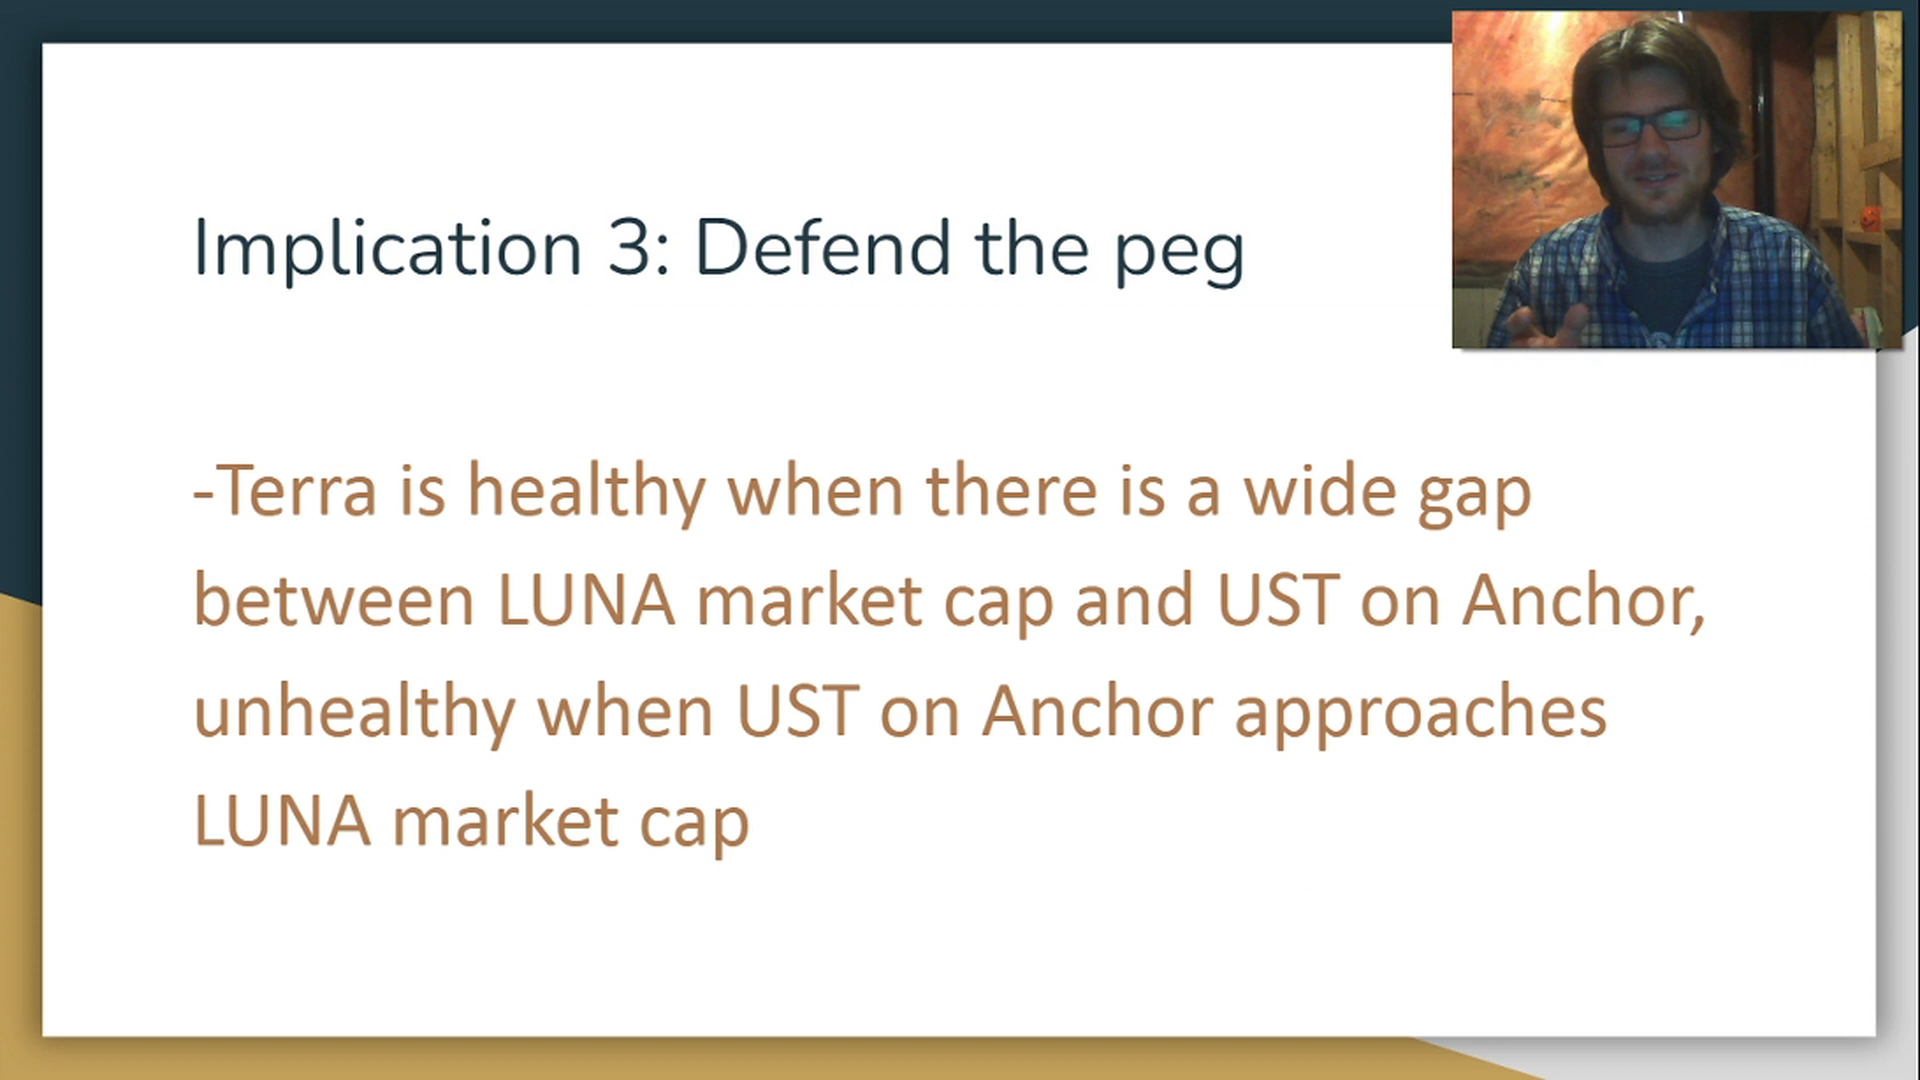 Implication 3: Defend the peg
-Terra is healthy when there is a wide gap
between LUNA market cap and UST on Anchor,
unhealthy when UST on Anchor approaches
LUNA market cap